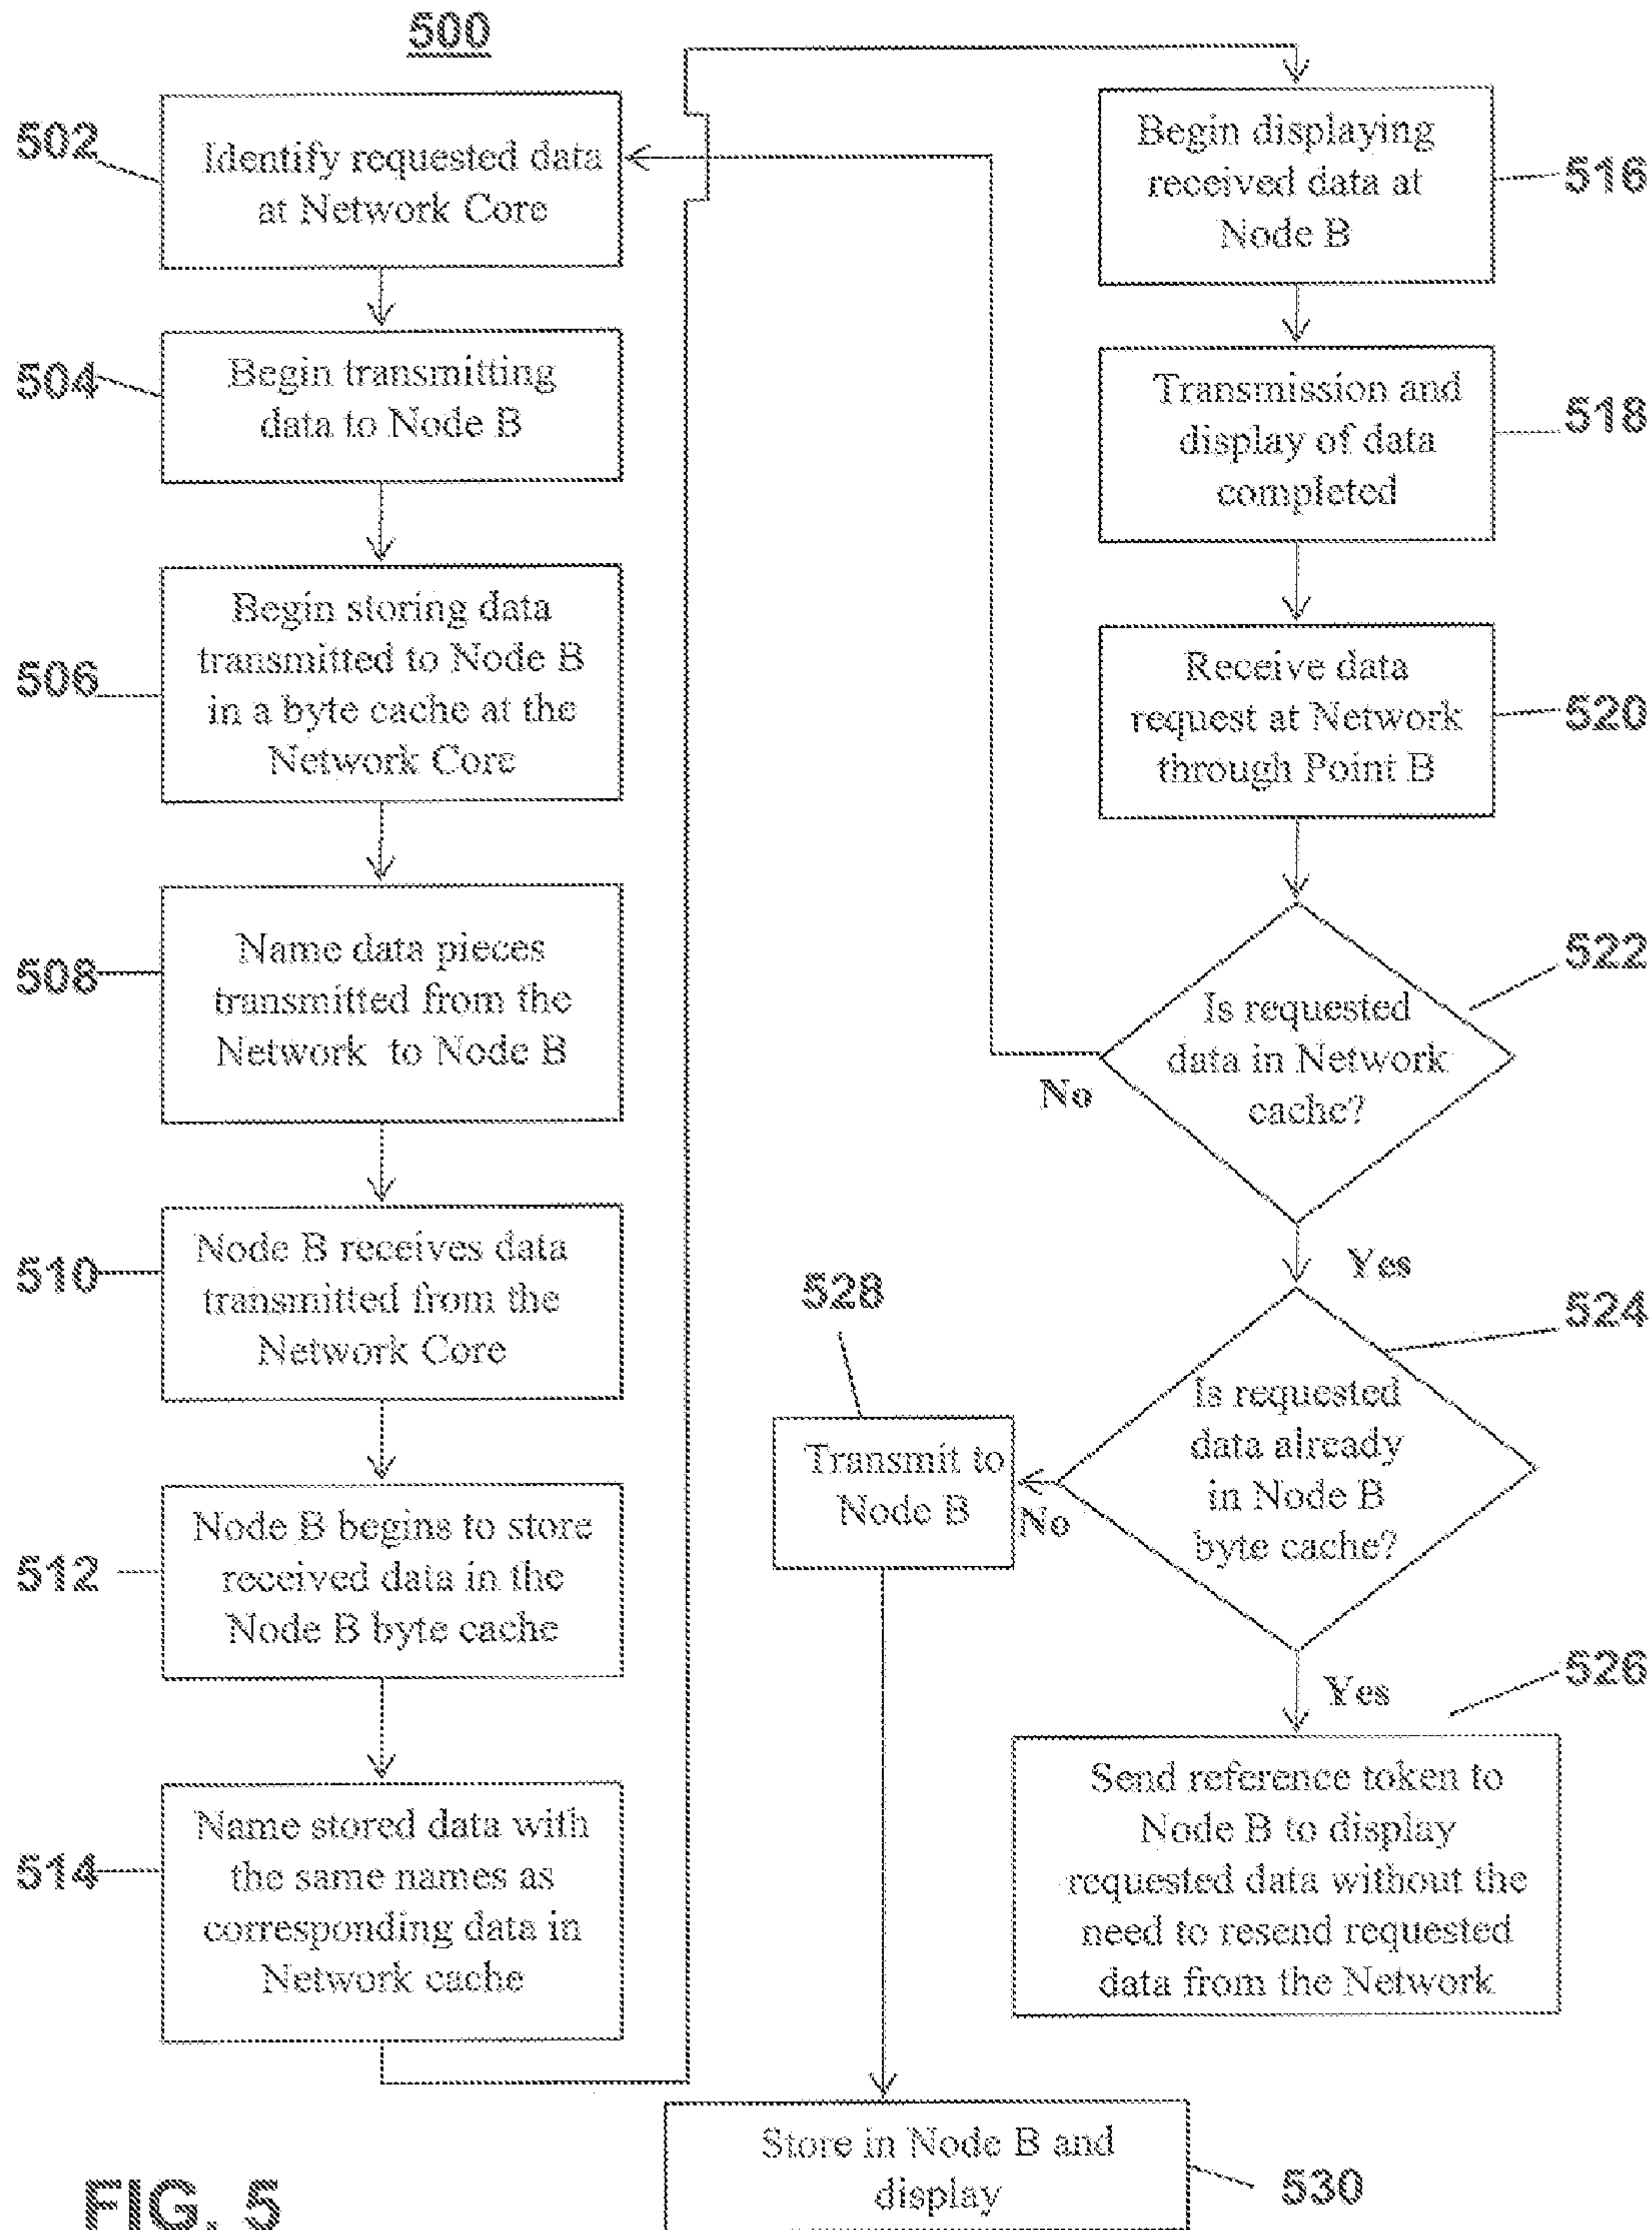 500
502
Identify requested data
at Network Core
504
Begin transmitting
data to Node B
506
Begin storing data
transmitted to Node B
in a byte cache at the
Network Core
508
Name data pieces
transmitted from the
Network to Node B
510
Node B receives data
transmitted from the
Network Core
512
Node B begins to store
received data in the
Node B byte cache
514
Name stored data with
the same names as
corresponding data in
Network cache
Begin displaying
received data at
Node B
516
Transmission and
display of data
completed
518
Receive data
request at Network
through Point B
520
522
Is requested
data in Network
cache?
No
Yes
524
Is requested
data already
in Node B
byte cache?
No
528
Transmit to
Node B
Yes
526
Send reference token to
Node B to display
requested data without the
need to resend requested
data from the Network
Store in Node B and
display
530
FIG. 5